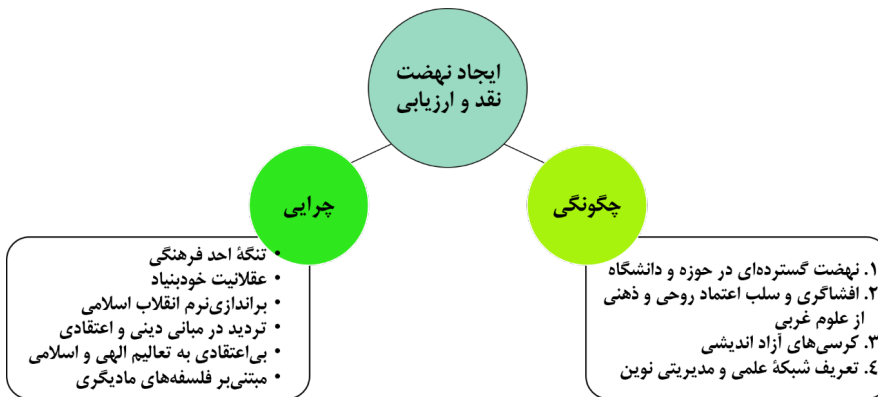 ایجاد نهضت
نقد و ارزیابی
چگونگی
۱. نهضت گسترده‌ای در حوزه و دانشگاه
۲. افشاگری و سلب اعتماد روحی و ذهنی
از علوم غربی
۳. کرسی‌های آزاد اندیشی
۴. تعریف شبکهٔ علمی و مدیریتی نوین
چرایی
• تنگهٔ احد فرهنگی
• عقلانیت خودبنیاد
• براندازی‌نرم انقلاب اسلامی
• تردید در مبانی دینی و اعتقادی
• بی‌اعتقادی به تعالیم الهی و اسلامی
• مبتنی‌بر فلسفه‌های مادیگری